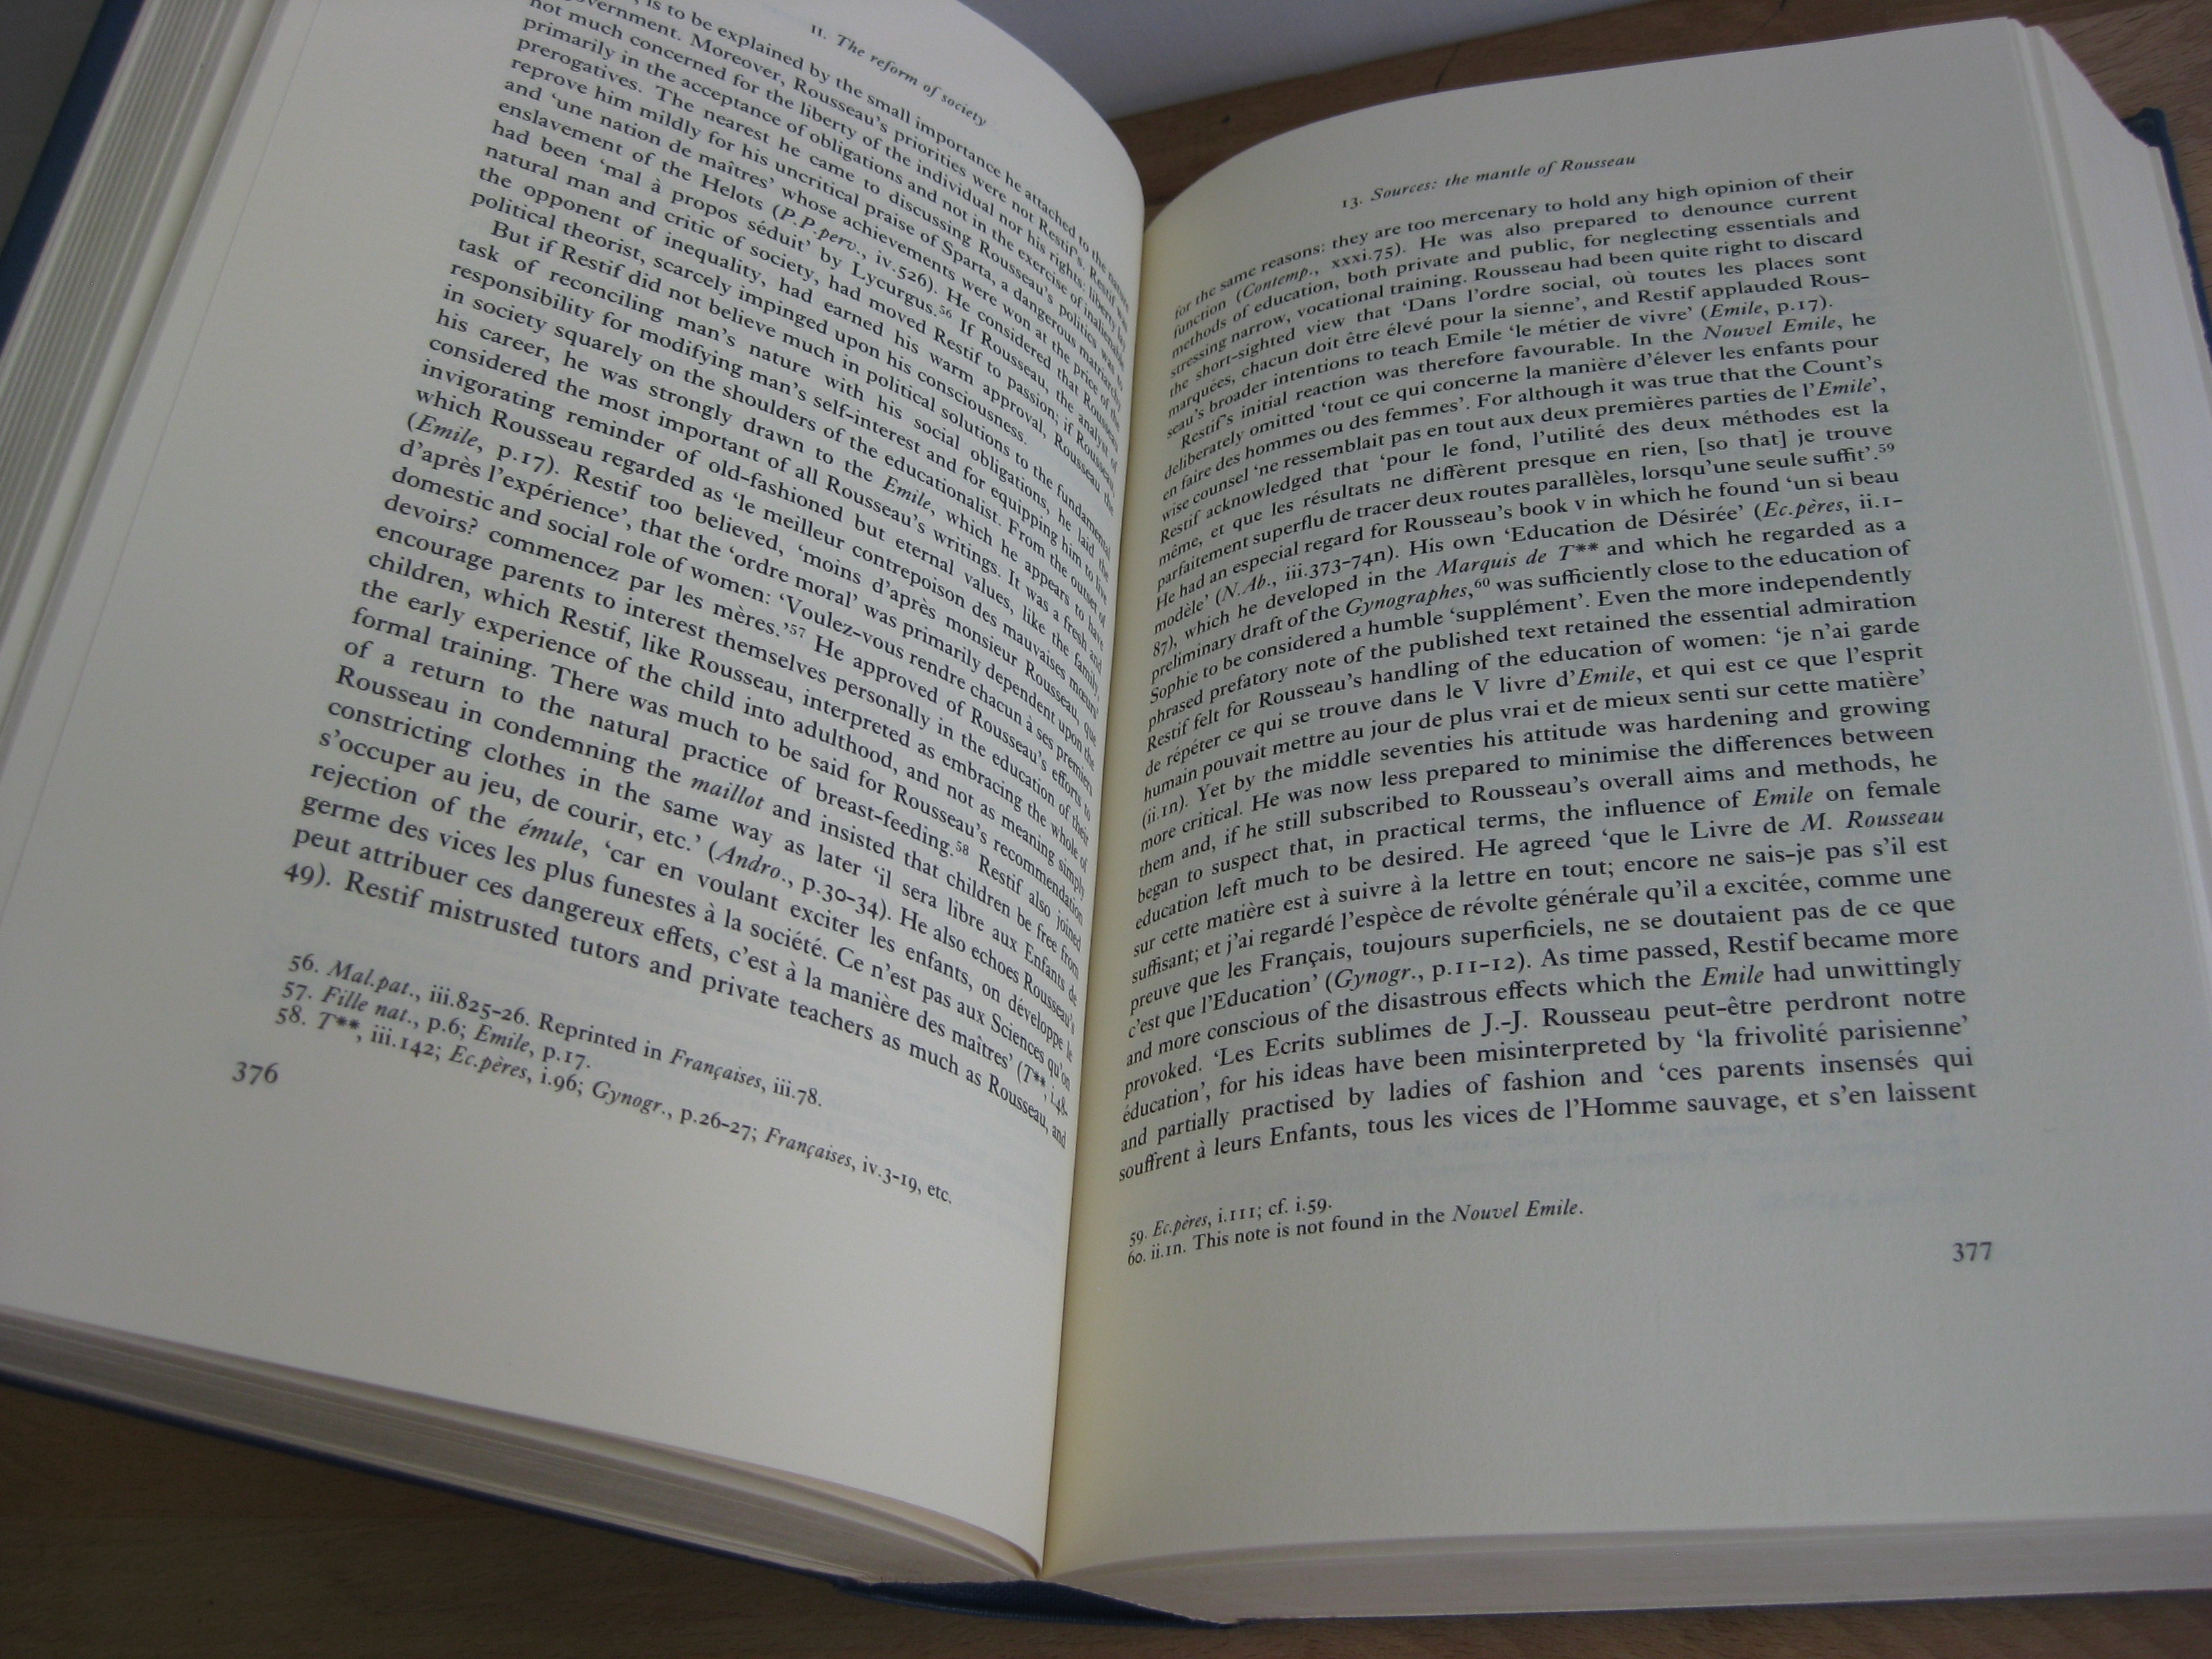 II. The reform of society
is to be explained by the small importance he attached to the nature
government. Moreover, Rousseau's priorities were not Restif's. Restif was
not much concerned for the liberty of the individual nor his rights: liberty lay
primarily in the acceptance of obligations and not in the exercise of inalienable
prerogatives. The nearest he came to discussing Rousseau's politics was to
reprove him mildly for his uncritical praise of Sparta, a dangerous matriarchy
and 'une nation de maîtres' whose achievements were won at the price of the
enslavement of the Helots (P.P.perv., iv.526). He considered that Rousseau
had been 'mal à propos séduit' by Lycurgus.56 If Rousseau, the analyst of
natural man and critic of society, had moved Restif to passion; if Rousseau
the opponent of inequality, had earned his warm approval, Rousseau the
political theorist, scarcely impinged upon his consciousness.
But if Restif did not believe much in political solutions to the fundamental
task of reconciling man's nature with his social obligations, he laid the
responsibility for modifying man's self-interest and for equipping him to live
in society squarely on the shoulders of the educationalist. From the outset of
his career, he was strongly drawn to the Emile, which he appears to have
considered the most important of all Rousseau's writings. It was a fresh and
invigorating reminder of old-fashioned but eternal values, like the family,
which Rousseau regarded as 'le meilleur contrepoison des mauvaises mœurs'
(Emile, p.17). Restif too believed, 'moins d'après monsieur Rousseau, que
d'après l'expérience', that the 'ordre moral' was primarily dependent upon the
domestic and social role of women: 'Voulez-vous rendre chacun à ses premiers
devoirs? commencez par les mères.'57 He approved of Rousseau's efforts to
encourage parents to interest themselves personally in the education of their
children, which Restif, like Rousseau, interpreted as embracing the whole of
the early experience of the child into adulthood, and not as meaning simply
formal training. There was much to be said for Rousseau's recommendation
of a return to the natural practice of breast-feeding.58 Restif also joined
Rousseau in condemning the maillot and insisted that children be free from
constricting clothes in the same way as later 'il sera libre aux Enfants de
s'occuper au jeu, de courir, etc.' (Andro., p.30-34). He also echoes Rousseau's
rejection of the émule, 'car en voulant exciter les enfants, on développe le
germe des vices les plus funestes à la société. Ce n'est pas aux Sciences qu'on
peut attribuer ces dangereux effets, c'est à la manière des maîtres' (T**, i.48-
49). Restif mistrusted tutors and private teachers as much as Rousseau, and
56. Mal.pat., iii.825-26. Reprinted in Françaises, iii.78.
57. Fille nat., p.6; Emile, p.17.
58. T**, iii.142; Ec.pères, i.96; Gynogr., p.26-27; Françaises, iv.3-19, etc.
376
13. Sources: the mantle of Rousseau
for the same reasons: they are too mercenary to hold any high opinion of their
function (Contemp., xxxi.75). He was also prepared to denounce current
methods of education, both private and public, for neglecting essentials and
stressing narrow, vocational training. Rousseau had been quite right to discard
the short-sighted view that 'Dans l'ordre social, où toutes les places sont
marquées, chacun doit être élevé pour la sienne', and Restif applauded Rous-
seau's broader intentions to teach Emile 'le métier de vivre' (Emile, p.17).
Restif's initial reaction was therefore favourable. In the Nouvel Emile, he
deliberately omitted 'tout ce qui concerne la manière d'élever les enfants pour
en faire des hommes ou des femmes'. For although it was true that the Count's
wise counsel 'ne ressemblait pas en tout aux deux premières parties de l'Emile',
Restif acknowledged that 'pour le fond, l'utilité des deux méthodes est la
même, et que les résultats ne diffèrent presque en rien, [so that] je trouve
parfaitement superflu de tracer deux routes parallèles, lorsqu'une seule suffit'.59
He had an especial regard for Rousseau's book v in which he found 'un si beau
modèle' (N.Ab., iii.373-74n). His own 'Education de Désirée' (Ec.pères, ii.1-
87), which he developed in the Marquis de T** and which he regarded as a
preliminary draft of the Gynographes,60 was sufficiently close to the education of
Sophie to be considered a humble 'supplément'. Even the more independently
phrased prefatory note of the published text retained the essential admiration
Restif felt for Rousseau's handling of the education of women: 'je n'ai garde
de répéter ce qui se trouve dans le V livre d'Emile, et qui est ce que l'esprit
humain pouvait mettre au jour de plus vrai et de mieux senti sur cette matière'
(ii.1n). Yet by the middle seventies his attitude was hardening and growing
more critical. He was now less prepared to minimise the differences between
them and, if he still subscribed to Rousseau's overall aims and methods, he
began to suspect that, in practical terms, the influence of Emile on female
education left much to be desired. He agreed 'que le Livre de M. Rousseau
sur cette matière est à suivre à la lettre en tout; encore ne sais-je pas s'il est
suffisant; et j'ai regardé l'espèce de révolte générale qu'il a excitée, comme une
preuve que les Français, toujours superficiels, ne se doutaient pas de ce que
c'est que l'Education' (Gynogr., p.11-12). As time passed, Restif became more
and more conscious of the disastrous effects which the Emile had unwittingly
provoked. 'Les Ecrits sublimes de J.-J. Rousseau peut-être perdront notre
éducation', for his ideas have been misinterpreted by 'la frivolité parisienne'
and partially practised by ladies of fashion and 'ces parents insensés qui
souffrent à leurs Enfants, tous les vices de l'Homme sauvage, et s'en laissent
59. Ec.pères, i.111; cf. i.59.
60. ii.1n. This note is not found in the Nouvel Emile.
377